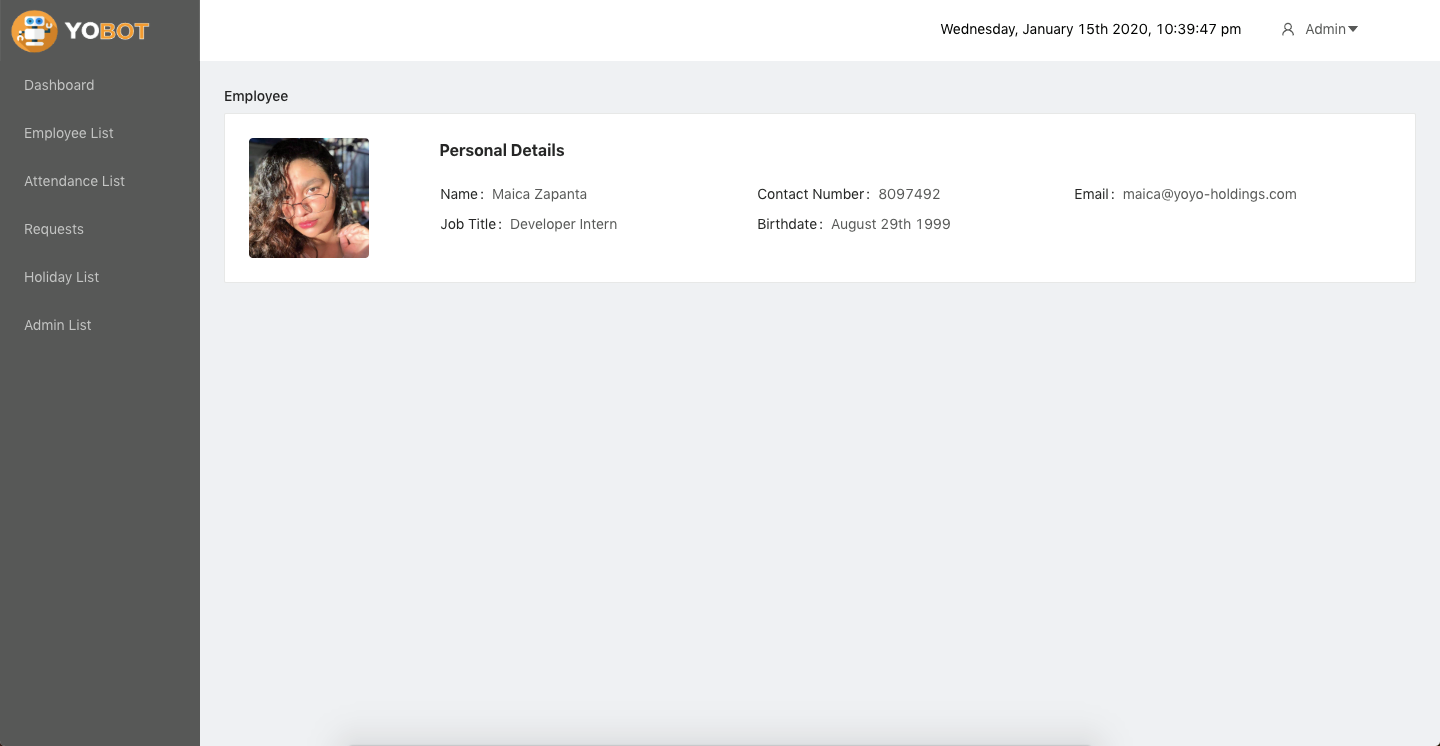 YOBOT
Wednesday, January 15th 2020, 10:39:47 pm
Admin
Dashboard
Employee List
Attendance List
Requests
Holiday List
Admin List
Employee
Personal Details
Name: Maica Zapanta
Contact Number: 8097492
Email: maica@yoyo-holdings.com
Job Title: Developer Intern
Birthdate: August 29th 1999